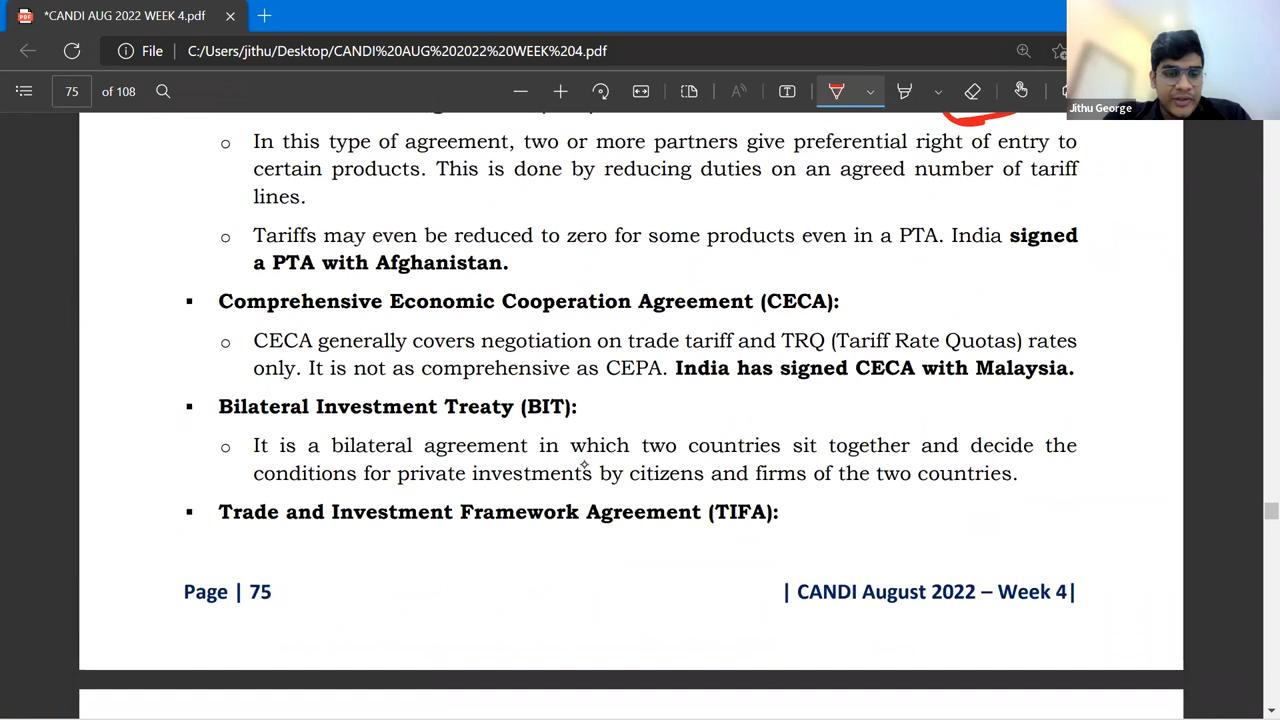 *CANDI AUG 2022 WEEK 4.pdf
File C:/Users/jithu/Desktop/CANDI%20AUG%202022%20WEEK%204.pdf
Jithu George
75 of 108
o In this type of agreement, two or more partners give preferential right of entry to
certain products. This is done by reducing duties on an agreed number of tariff
lines.
o Tariffs may even be reduced to zero for some products even in a PTA. India signed
a PTA with Afghanistan.
▪ Comprehensive Economic Cooperation Agreement (CECA):
o CECA generally covers negotiation on trade tariff and TRQ (Tariff Rate Quotas) rates
only. It is not as comprehensive as CEPA. India has signed CECA with Malaysia.
▪ Bilateral Investment Treaty (BIT):
o It is a bilateral agreement in which two countries sit together and decide the
conditions for private investments by citizens and firms of the two countries.
▪ Trade and Investment Framework Agreement (TIFA):
Page | 75 | CANDI August 2022 – Week 4|